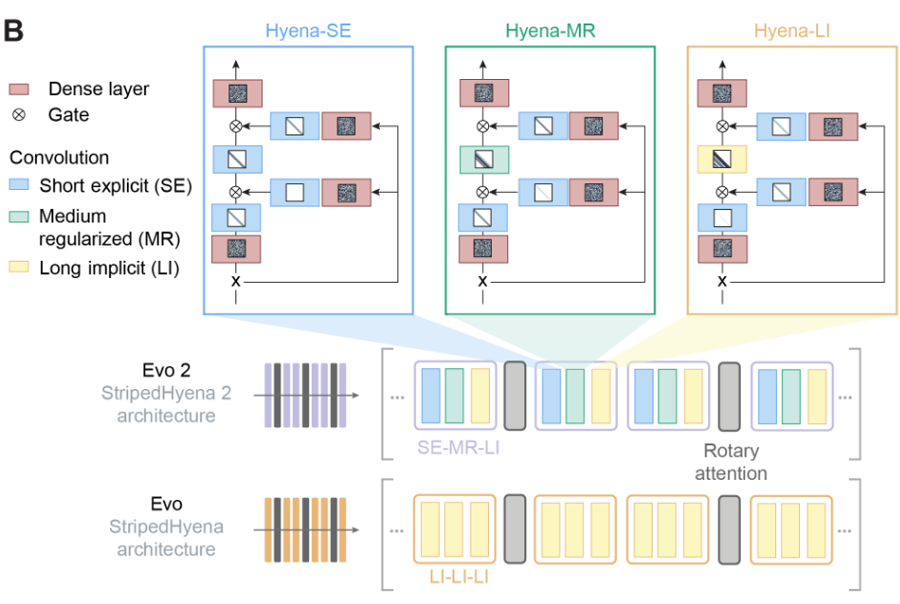 B
Hyena-SE
Hyena-MR
Hyena-LI
Dense layer
Gate
Convolution
Short explicit (SE)
Medium
regularized (MR)
Long implicit (LI)
x
x
x
Evo 2
StripedHyena 2
architecture
...
...
SE-MR-LI
Rotary
attention
Evo
StripedHyena
architecture
...
...
LI-LI-LI